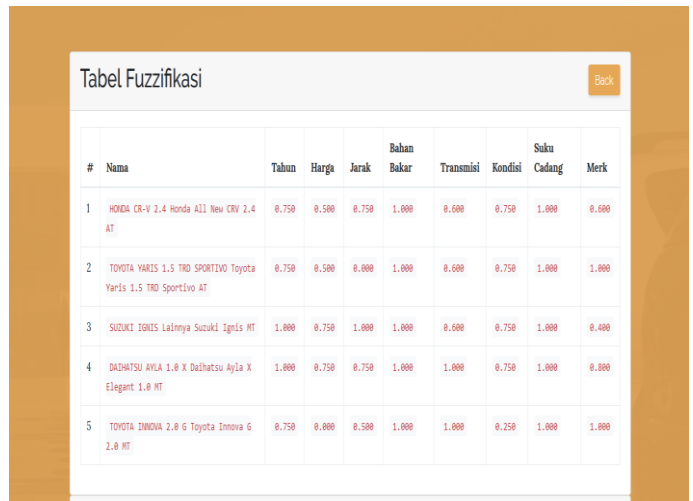 Tabel Fuzzifikasi
Back
# Nama Tahun Harga Jarak Bahan Bakar Transmisi Kondisi Suku Cadang Merk
1 HONDA CR-V 2.4 Honda All New CRV 2.4 0.750 0.500 0.750 1.000 0.600 0.750 1.000 0.600
AT
2 TOYOTA YARIS 1.5 TRD SPORTIVO Toyota 0.750 0.500 0.000 1.000 0.600 0.750 1.000 1.000
Yaris 1.5 TRD Sportivo AT
3 SUZUKI IGNIS Lainnya Suzuki Ignis MT 1.000 0.750 1.000 1.000 0.600 0.750 1.000 0.400
4 DAIHATSU AYLA 1.0 X Daihatsu Ayla X 1.000 0.750 0.750 1.000 1.000 0.750 1.000 0.800
Elegant 1.0 MT
5 TOYOTA INNOVA 2.0 G Toyota Innova G 0.750 0.000 0.500 1.000 1.000 0.250 1.000 1.000
2.0 MT